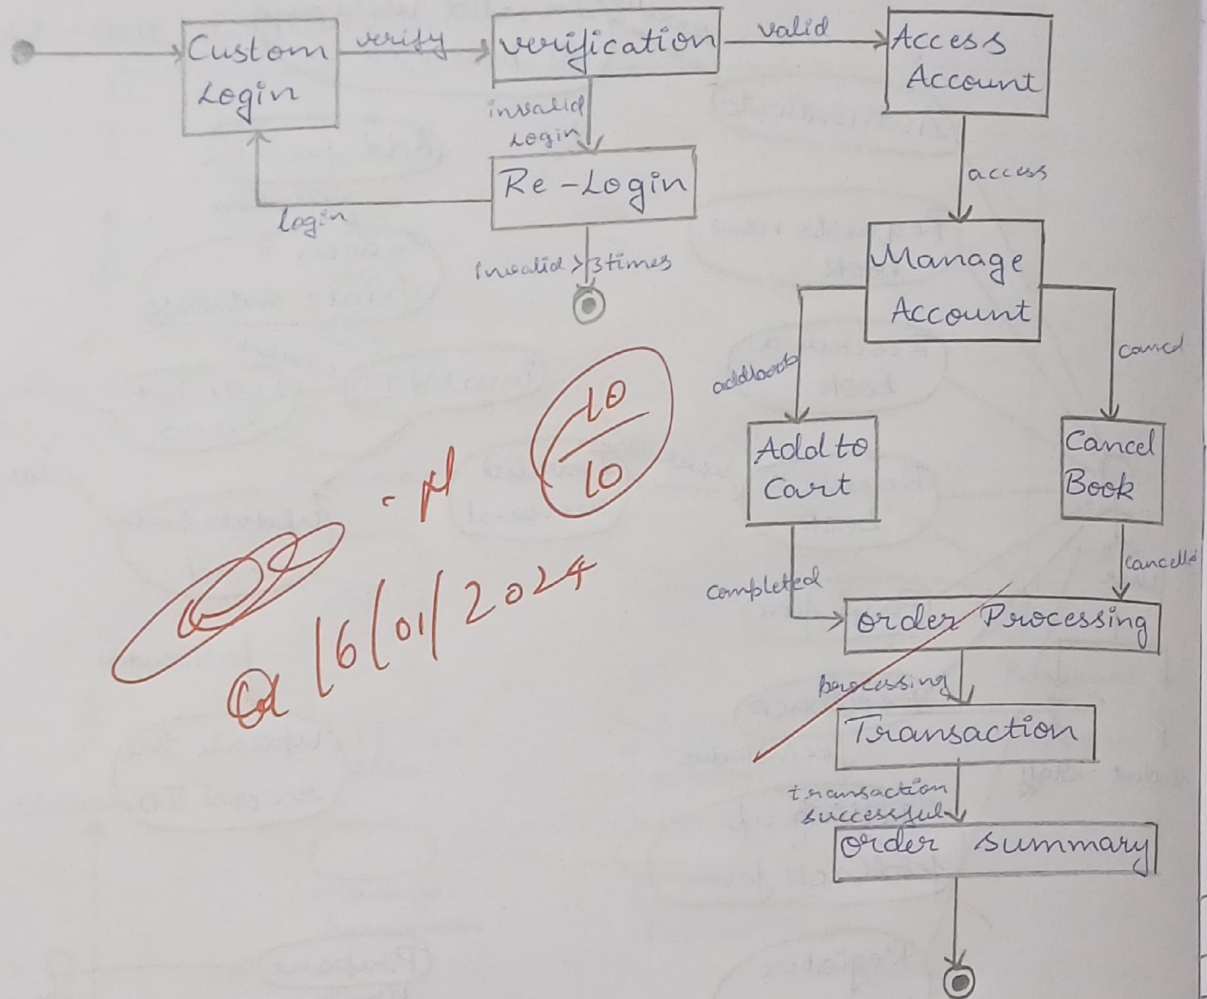 Custom
Login
verify
verification
valid
Access
Account
invalid
Login
Re-Login
login
Invalid > 3 times
access
Manage
Account
addbook
cancel
Add to
Cart
Cancel
Book
completed
cancelled
Order Processing
processing
Transaction
transaction
successful
Order Summary
10
10
16/01/2024